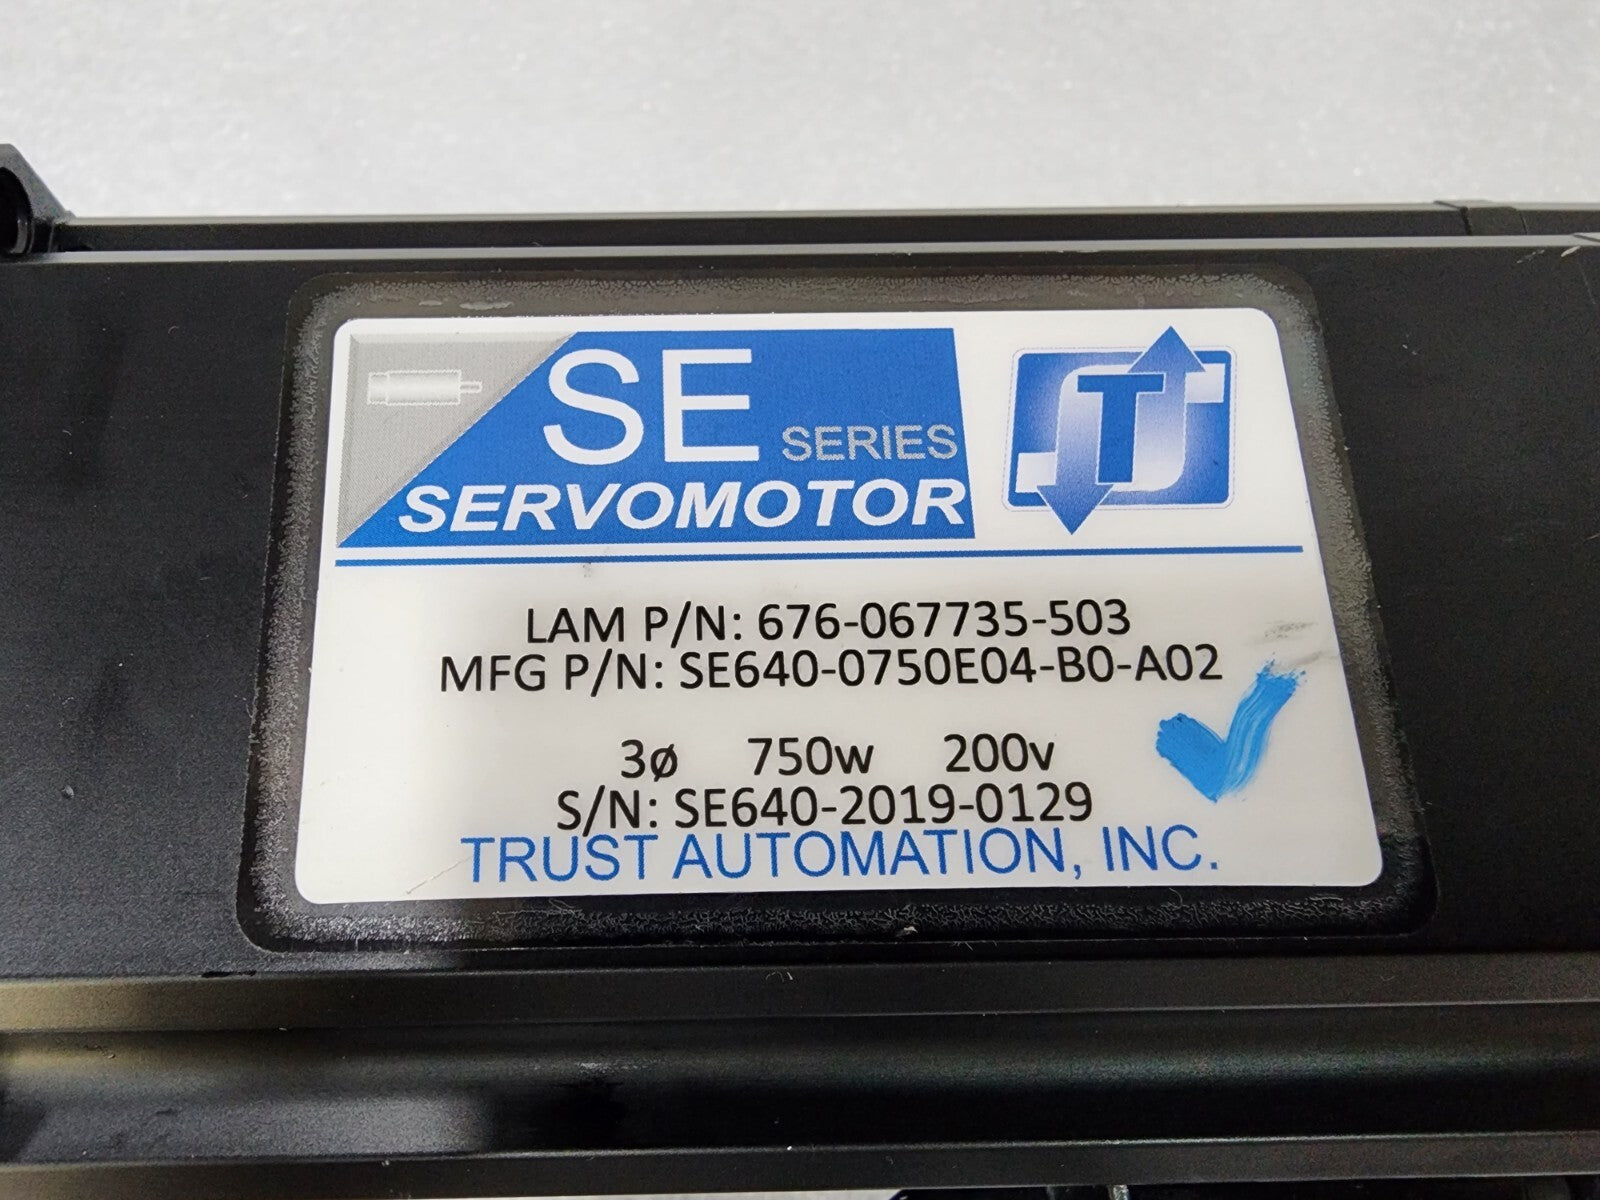 SE SERIES
SERVOMOTOR
T
LAM P/N: 676-067735-503
MFG P/N: SE640-0750E04-B0-A02
3ø 750w 200v
S/N: SE640-2019-0129
TRUST AUTOMATION, INC.